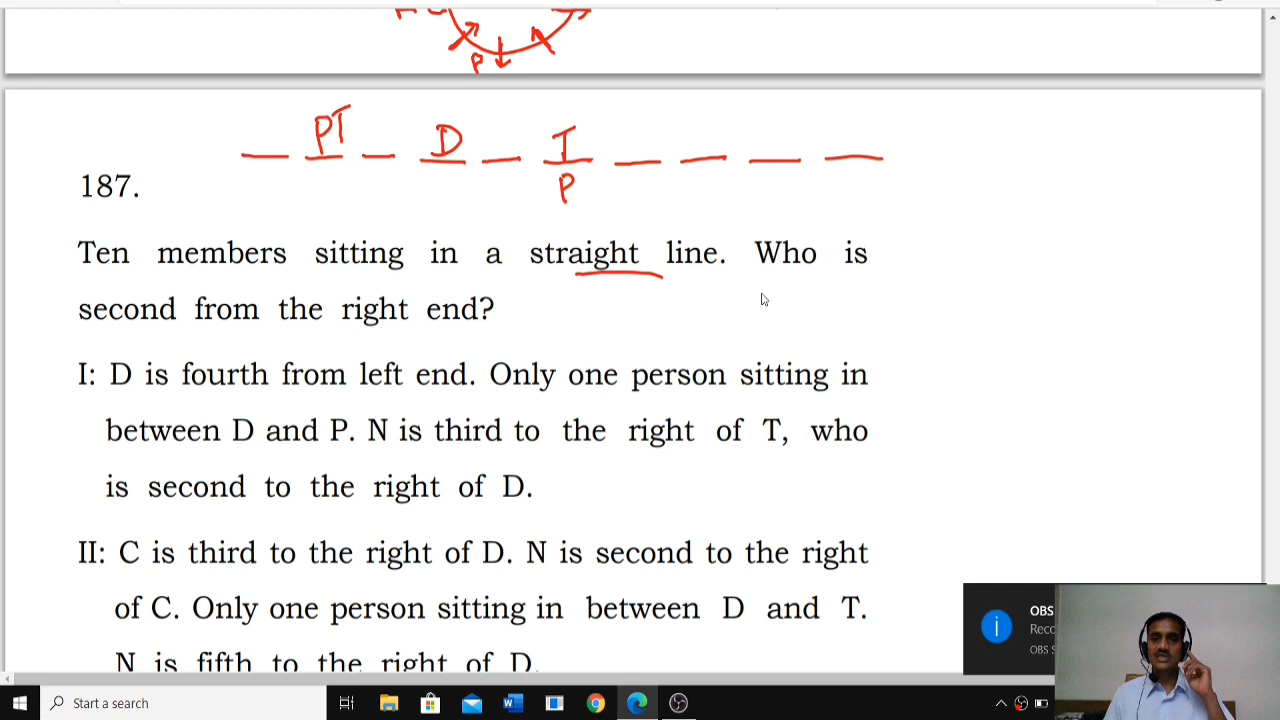 P
PT D T
P
187.
Ten members sitting in a straight line. Who is
second from the right end?
I: D is fourth from left end. Only one person sitting in
between D and P. N is third to the right of T, who
is second to the right of D.
II: C is third to the right of D. N is second to the right
of C. Only one person sitting in between D and T.
N is fifth to the right of D.
OBS
Reco
OBS S
Start a search